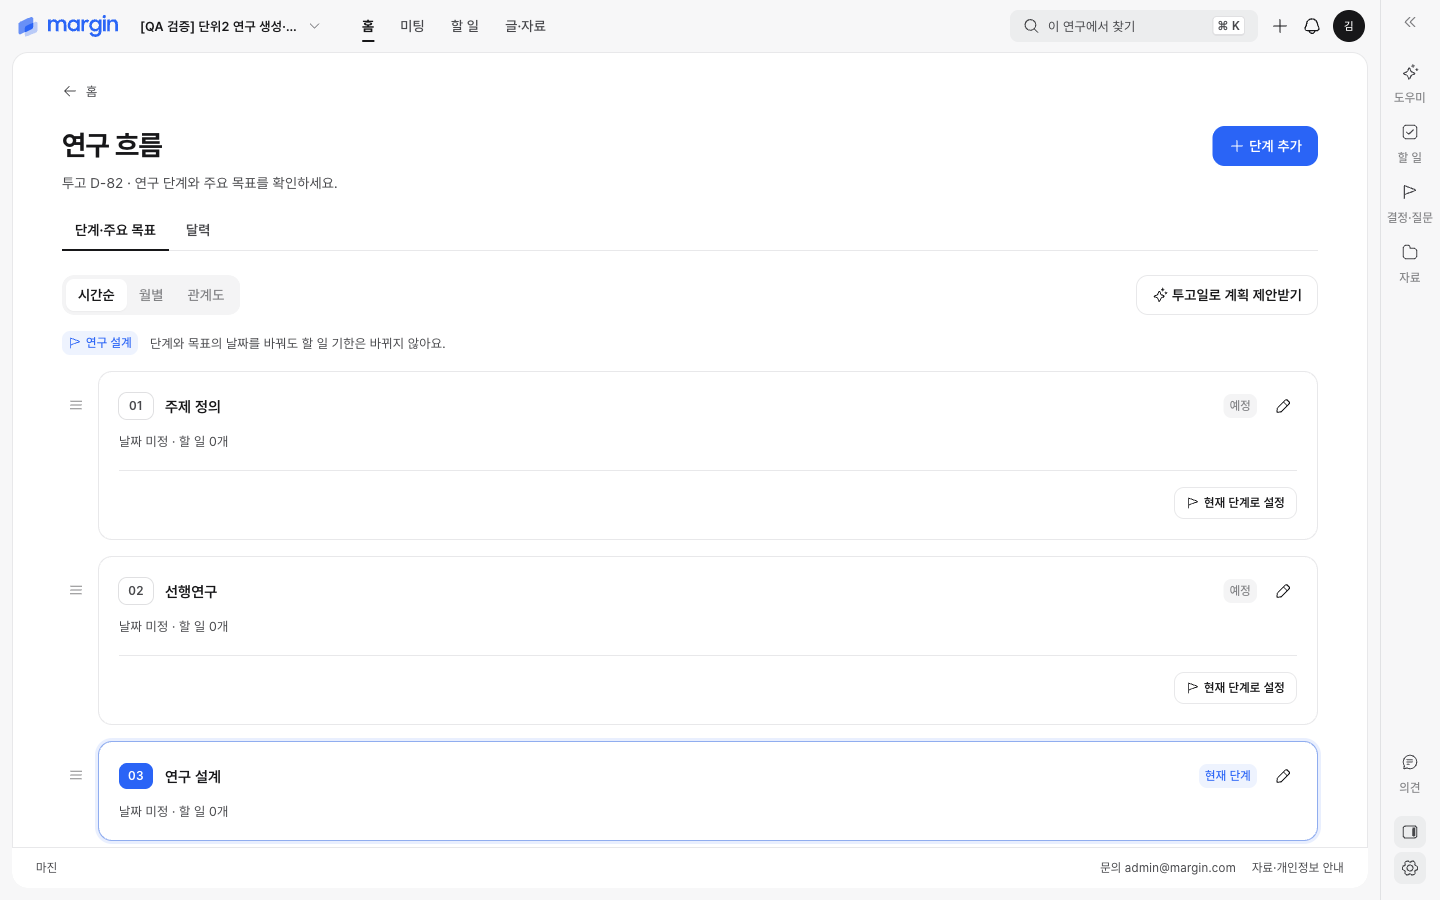 margin [QA 검증] 단위2 연구 생성·... 홈 미팅 할 일 글·자료 이 연구에서 찾기 ⌘ K 김
홈
연구 흐름
단계 추가
투고 D-82 · 연구 단계와 주요 목표를 확인하세요.
단계·주요 목표 달력
시간순 월별 관계도 투고일로 계획 제안받기
연구 설계 단계와 목표의 날짜를 바꿔도 할 일 기한은 바뀌지 않아요.
01 주제 정의 예정
날짜 미정 · 할 일 0개
현재 단계로 설정
02 선행연구 예정
날짜 미정 · 할 일 0개
현재 단계로 설정
03 연구 설계 현재 단계
날짜 미정 · 할 일 0개
마진 문의 admin@margin.com 자료·개인정보 안내
도우미
할 일
결정·질문
자료
의견